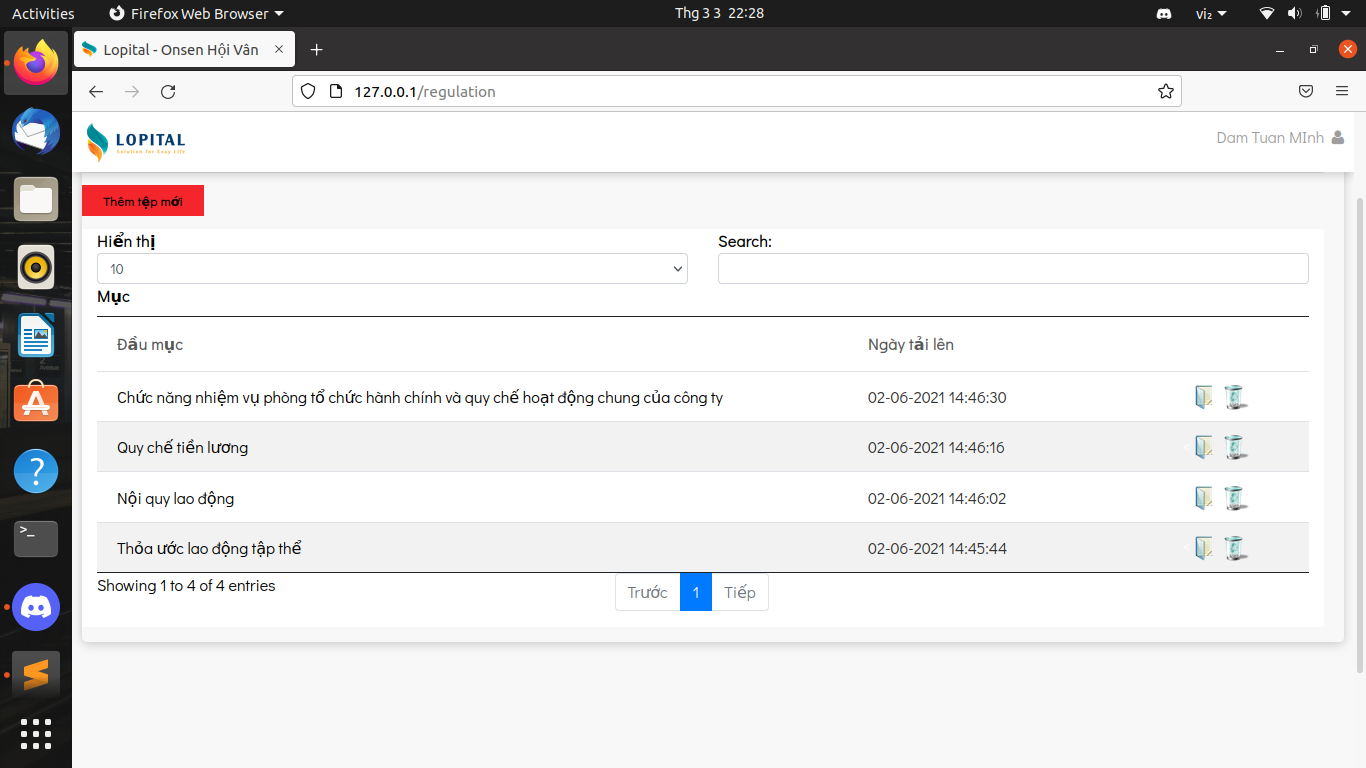 Activities Firefox Web Browser Thg 3 3 22:28 vi₂
Lopital - Onsen Hội Vân
127.0.0.1/regulation
LOPITAL
Solution for Easy Life
Dam Tuan MInh
Thêm tệp mới
Hiển thị Search:
10
Mục
Đầu mục Ngày tải lên
Chức năng nhiệm vụ phòng tổ chức hành chính và quy chế hoạt động chung của công ty 02-06-2021 14:46:30
Quy chế tiền lương 02-06-2021 14:46:16
Nội quy lao động 02-06-2021 14:46:02
Thỏa ước lao động tập thể 02-06-2021 14:45:44
Showing 1 to 4 of 4 entries Trước 1 Tiếp